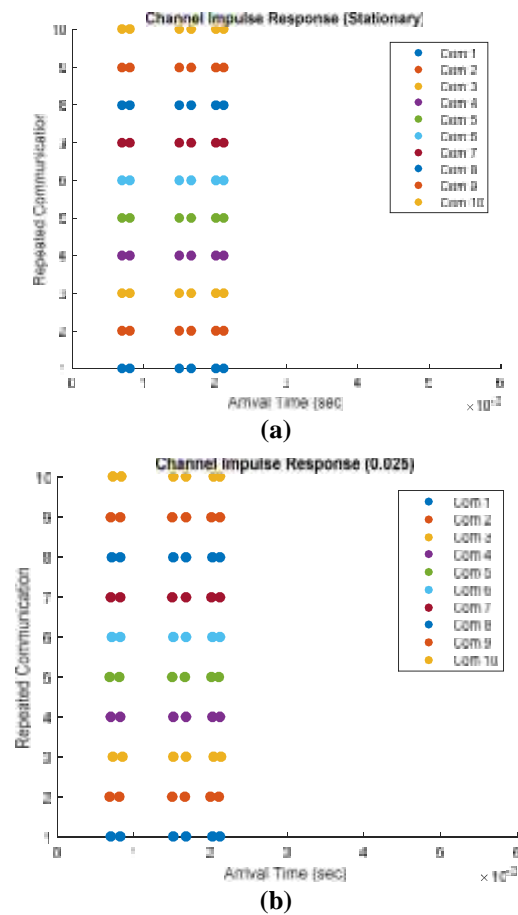 Channel Impulse Response (Stationary)
Repeated Communication
10
9
8
7
6
5
4
3
2
1
Com 1
Com 2
Com 3
Com 4
Com 5
Com 6
Com 7
Com 8
Com 9
Com 10
0 1 2 3 4 5 6
Arrival Time (sec)
(a)
Channel Impulse Response (0.025)
Repeated Communication
10
9
8
7
6
5
4
3
2
1
Com 1
Com 2
Com 3
Com 4
Com 5
Com 6
Com 7
Com 8
Com 9
Com 10
0 1 2 3 4 5 6
Arrival Time (sec)
(b)